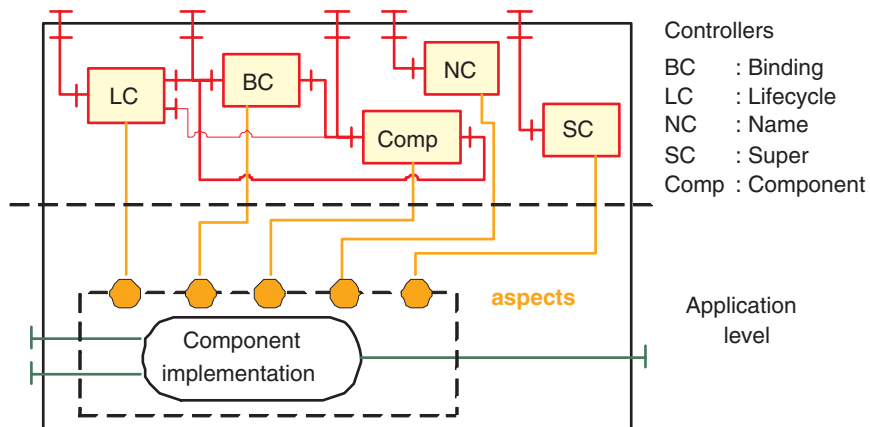 Controllers
BC : Binding
LC : Lifecycle
NC : Name
SC : Super
Comp : Component
LC
BC
NC
Comp
SC
aspects
Application
level
Component
implementation